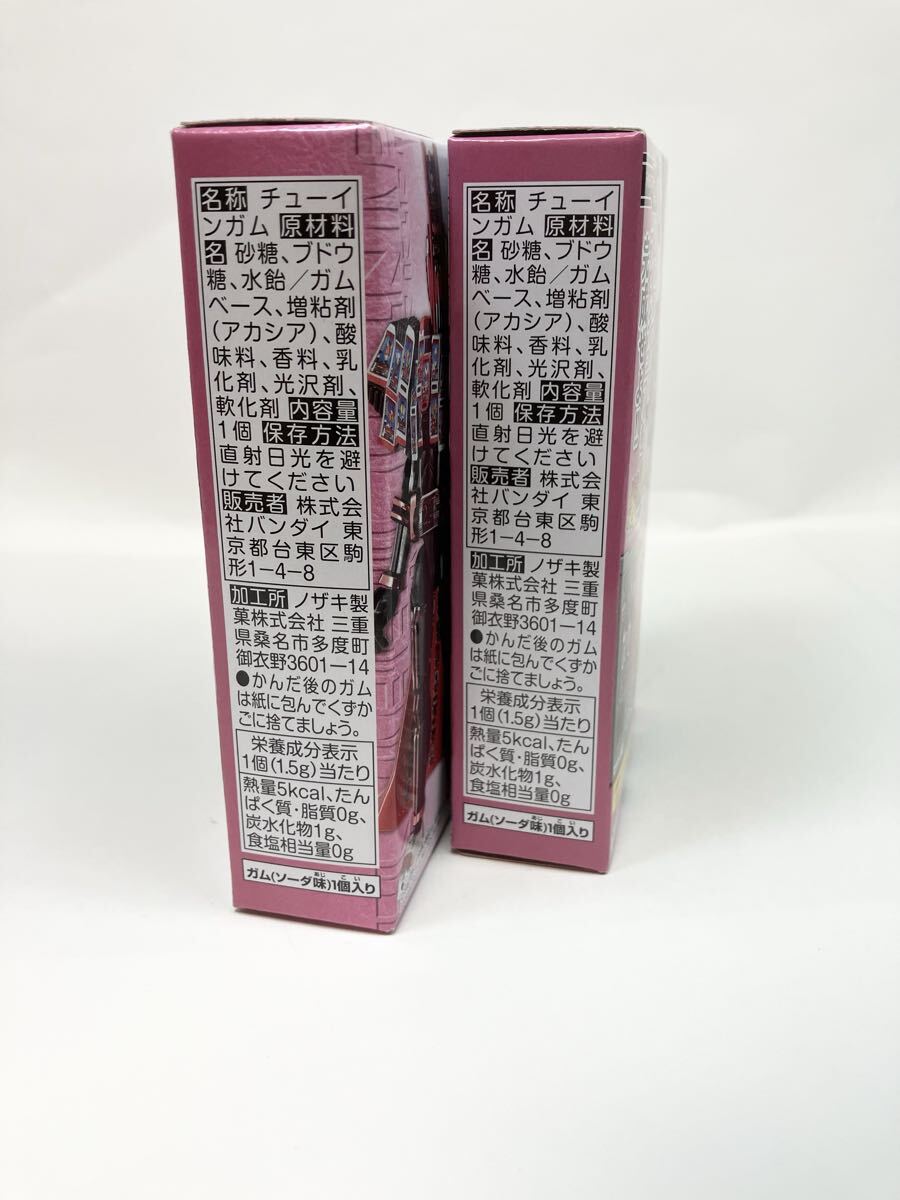 名称 チューイ
ンガム 原材料
名 砂糖、ブドウ
糖、水飴／ガム
ベース、増粘剤
(アカシア)、酸
味料、香料、乳
化剤、光沢剤、
軟化剤 内容量
1個 保存方法
直射日光を避
けてください
販売者 株式会
社バンダイ 東
京都台東区駒
形1-4-8
加工所 ノザキ製
菓株式会社 三重
県桑名市多度町
御衣野3601-14
●かんだ後のガム
は紙に包んでくずか
ごに捨てましょう。
栄養成分表示
1個(1.5g)当たり
熱量5kcal、たん
ぱく質・脂質0g、
炭水化物1g、
食塩相当量0g
ガム(ソーダ味)1個入り
名称 チューイ
ンガム 原材料
名 砂糖、ブドウ
糖、水飴／ガム
ベース、増粘剤
(アカシア)、酸
味料、香料、乳
化剤、光沢剤、
軟化剤 内容量
1個 保存方法
直射日光を避
けてください
販売者 株式会
社バンダイ 東
京都台東区駒
形1-4-8
加工所 ノザキ製
菓株式会社 三重
県桑名市多度町
御衣野3601-14
●かんだ後のガム
は紙に包んでくずか
ごに捨てましょう。
栄養成分表示
1個(1.5g)当たり
熱量5kcal、たん
ぱく質・脂質0g、
炭水化物1g、
食塩相当量0g
ガム(ソーダ味)1個入り